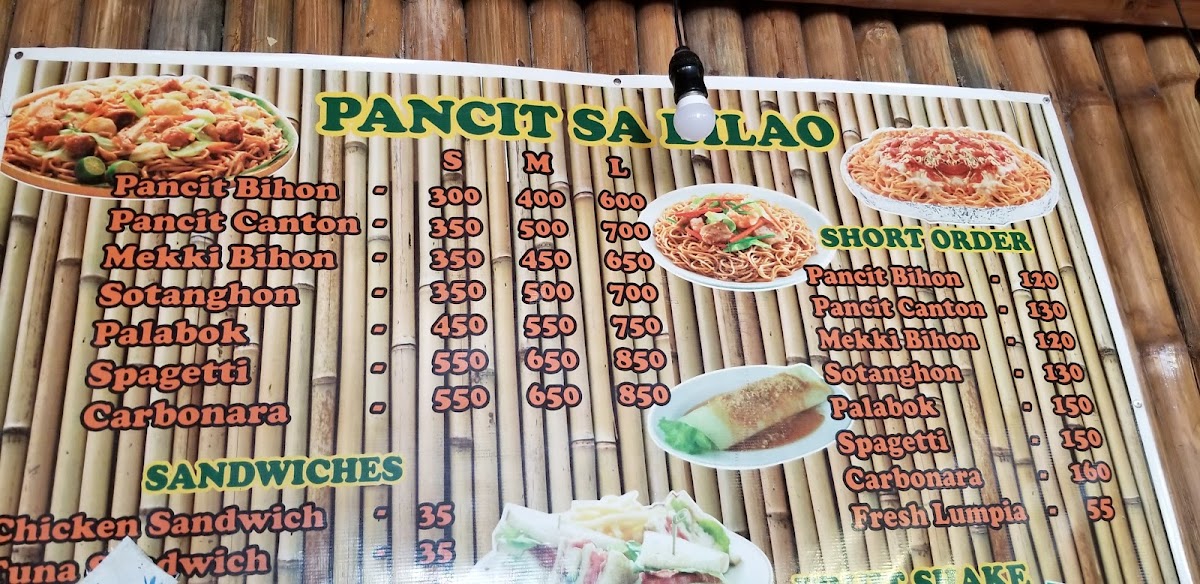 PANCIT SA BILAO
S M L
Pancit Bihon - 300 400 600
Pancit Canton - 350 500 700
Mekki Bihon - 350 450 650
Sotanghon - 350 500 700
Palabok - 450 550 750
Spagetti - 550 650 850
Carbonara - 550 650 850
SANDWICHES
Chicken Sandwich - 35
Tuna Sandwich - 35
SHORT ORDER
Pancit Bihon - 120
Pancit Canton - 130
Mekki Bihon - 120
Sotanghon - 130
Palabok - 150
Spagetti - 150
Carbonara - 160
Fresh Lumpia - 55
SHAKE